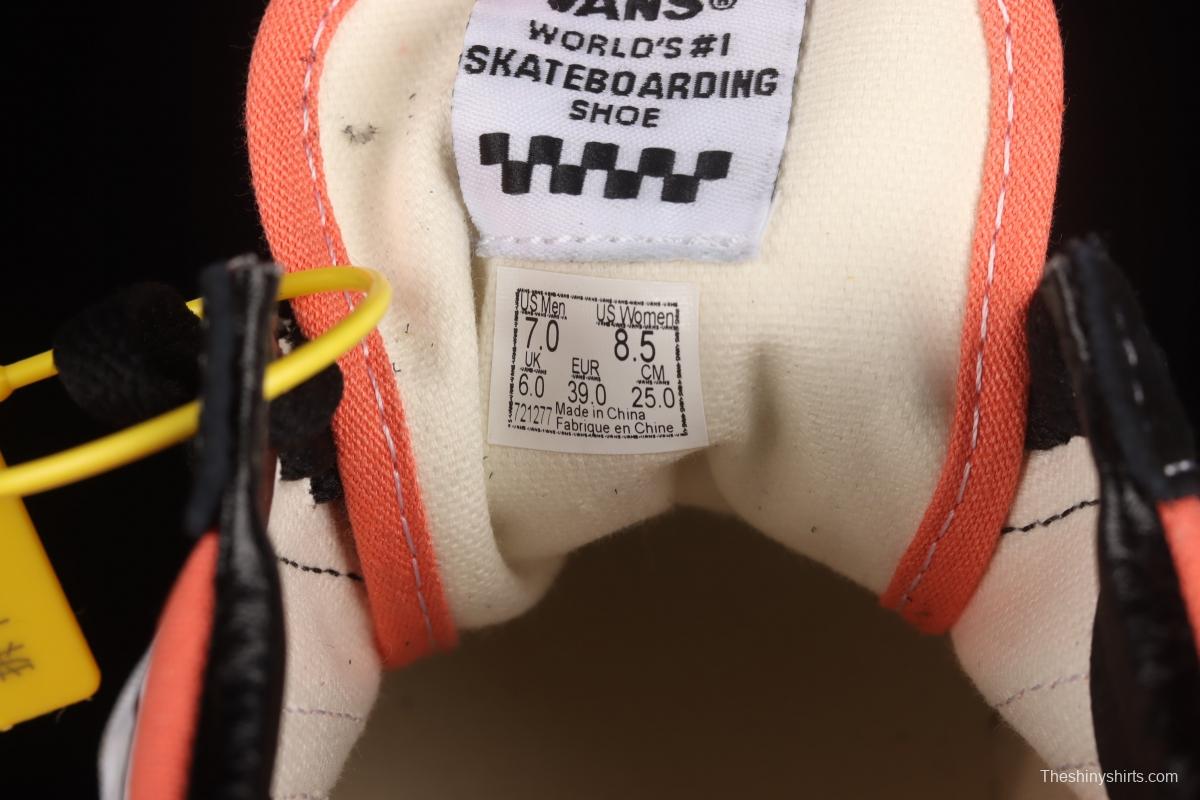 VANS®
WORLD'S #1
SKATEBOARDING
SHOE
US Men US Women
7.0 8.5
UK EUR CM
6.0 39.0 25.0
721277 Made in China
Fabrique en Chine
Theshinyshirts.com